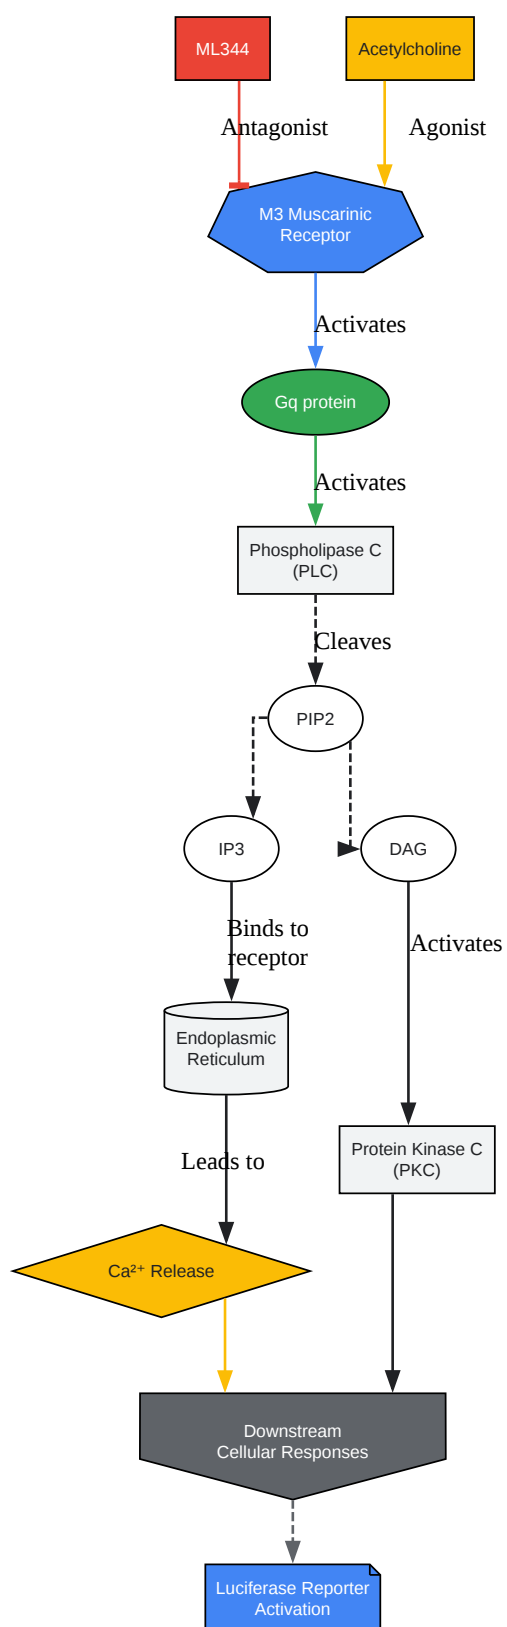 ML344
Acetylcholine
Antagonist
Agonist
M3 Muscarinic
Receptor
Activates
Gq protein
Activates
Phospholipase C
(PLC)
Cleaves
PIP2
IP3
DAG
Binds to
receptor
Activates
Endoplasmic
Reticulum
Leads to
Protein Kinase C
(PKC)
Ca²⁺ Release
Downstream
Cellular Responses
Luciferase Reporter
Activation